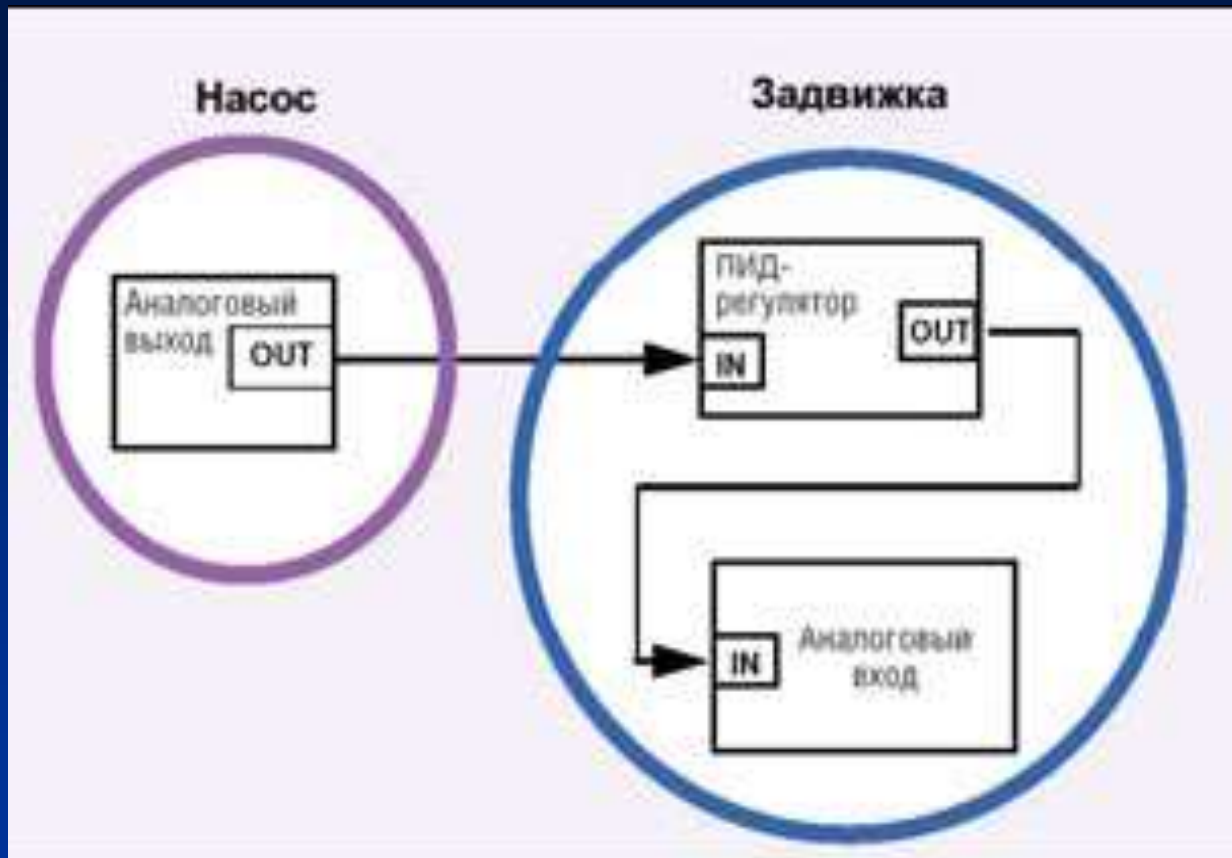 Насос
Задвижка
Аналоговый
выход
OUT
ПИД-
регулятор
IN
OUT
IN
Аналоговый
вход